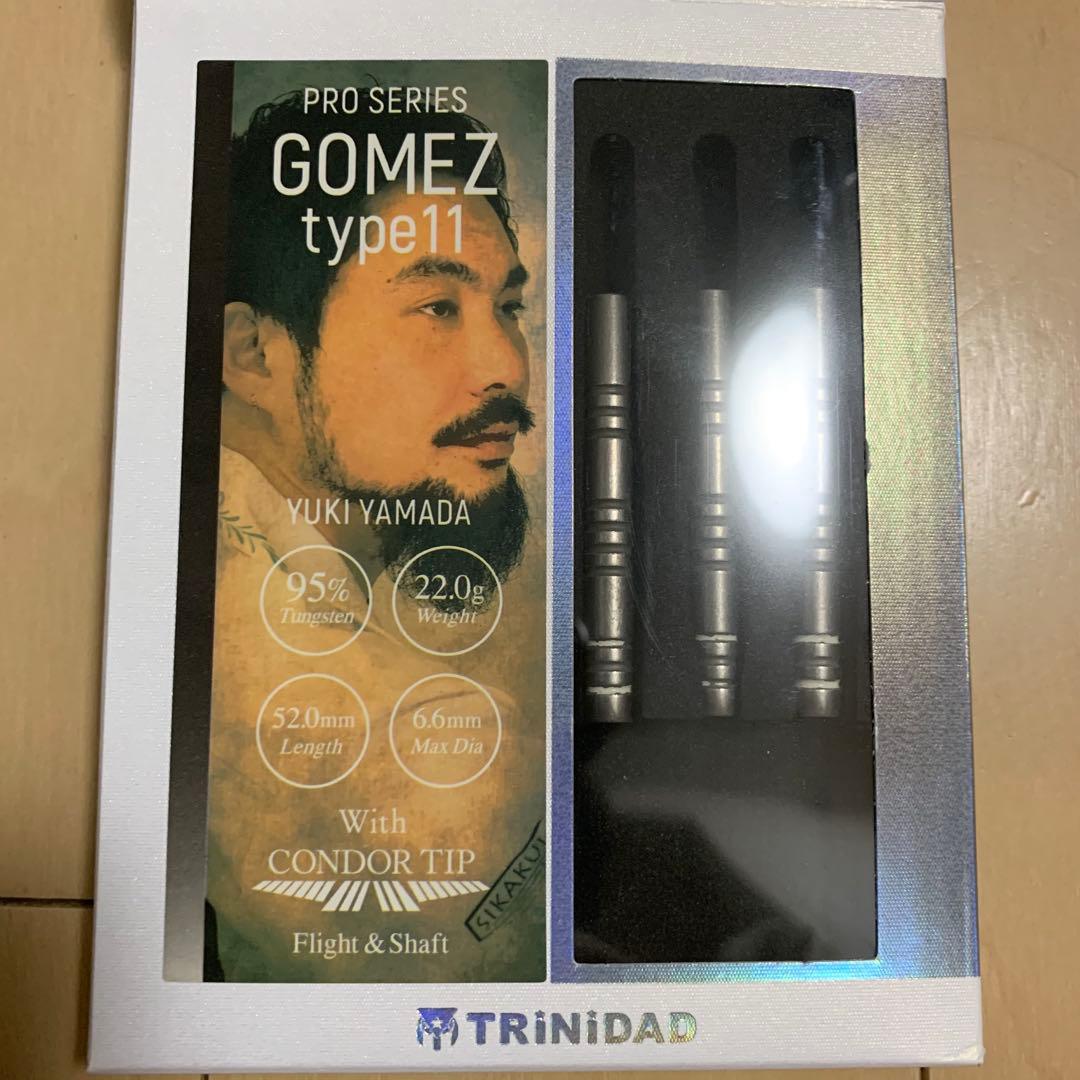 PRO SERIES
GOMEZ
type11
YUKI YAMADA
95%
Tungsten
22.0g
Weight
52.0mm
Length
6.6mm
Max Dia
With
CONDOR TIP
SIKAKUI
Flight & Shaft
TRiNiDAD